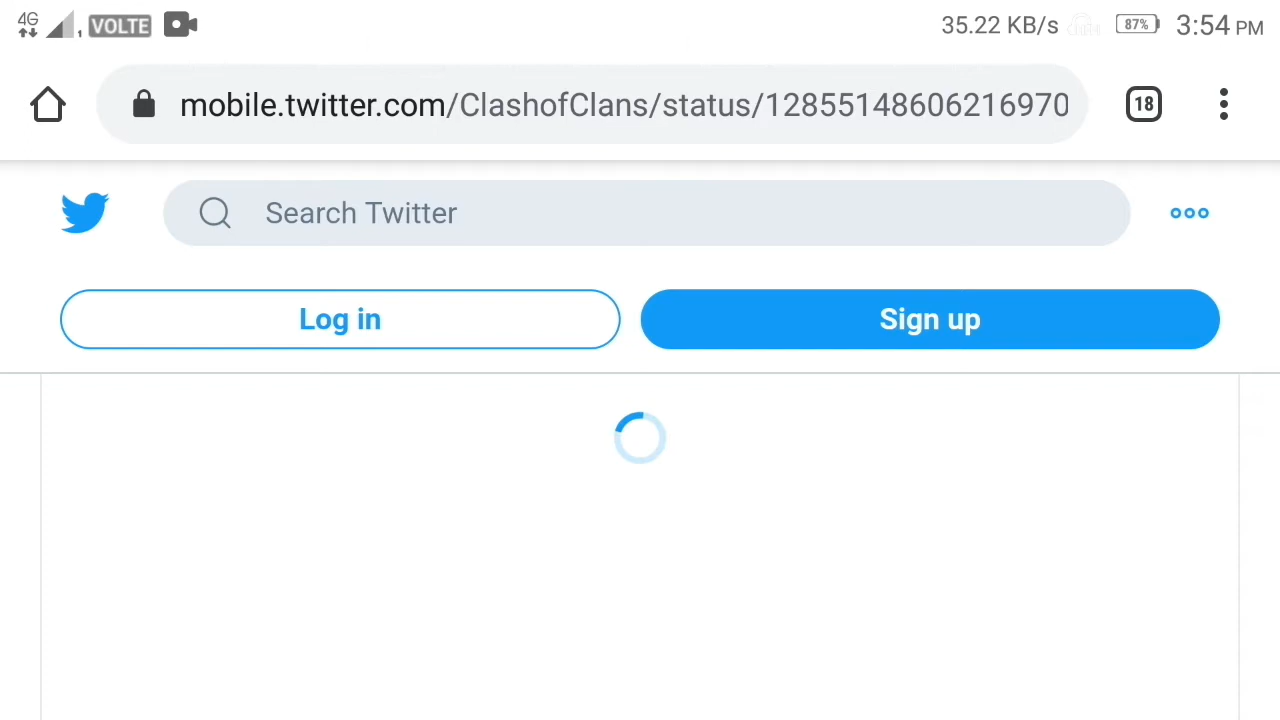 4G 1 VOLTE 35.22 KB/s 87% 3:54 PM
mobile.twitter.com/ClashofClans/status/12855148606216970 18
Search Twitter
Log in Sign up